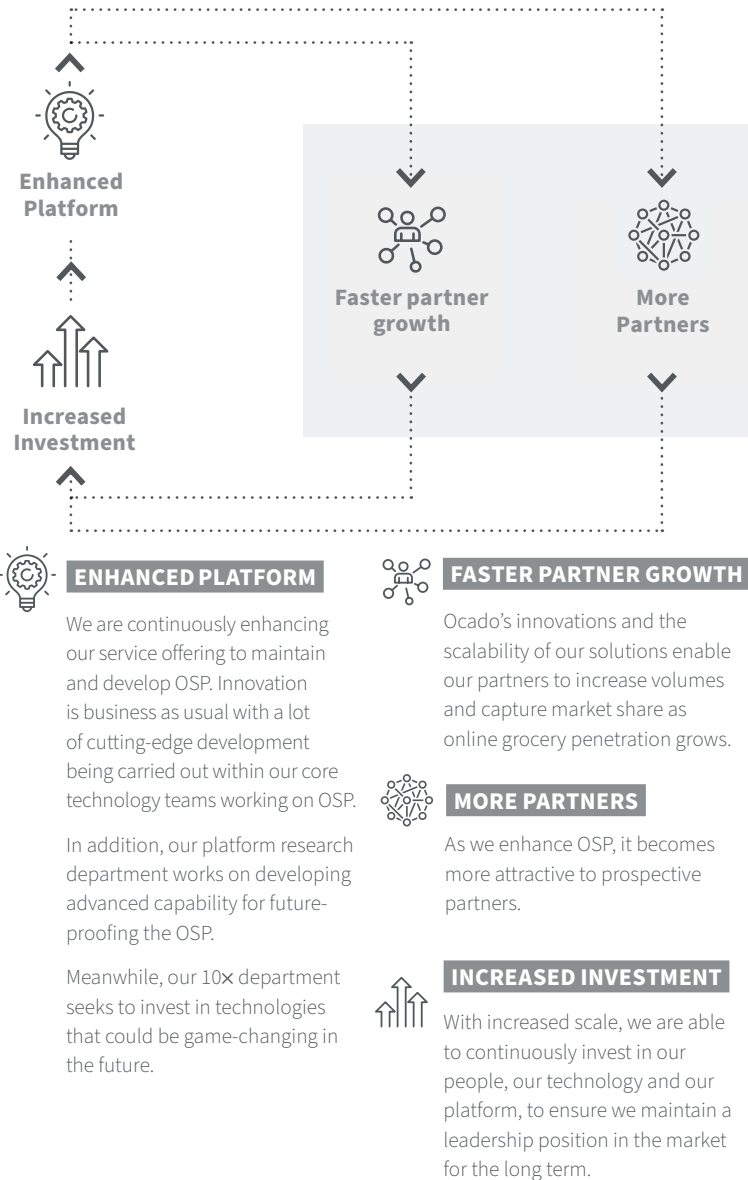 Enhanced
Platform
Faster partner
growth
More
Partners
Increased
Investment
ENHANCED PLATFORM
We are continuously enhancing
our service offering to maintain
and develop OSP. Innovation
is business as usual with a lot
of cutting-edge development
being carried out within our core
technology teams working on OSP.
In addition, our platform research
department works on developing
advanced capability for future-
proofing the OSP.
Meanwhile, our 10× department
seeks to invest in technologies
that could be game-changing in
the future.
FASTER PARTNER GROWTH
Ocado’s innovations and the
scalability of our solutions enable
our partners to increase volumes
and capture market share as
online grocery penetration grows.
MORE PARTNERS
As we enhance OSP, it becomes
more attractive to prospective
partners.
INCREASED INVESTMENT
With increased scale, we are able
to continuously invest in our
people, our technology and our
platform, to ensure we maintain a
leadership position in the market
for the long term.